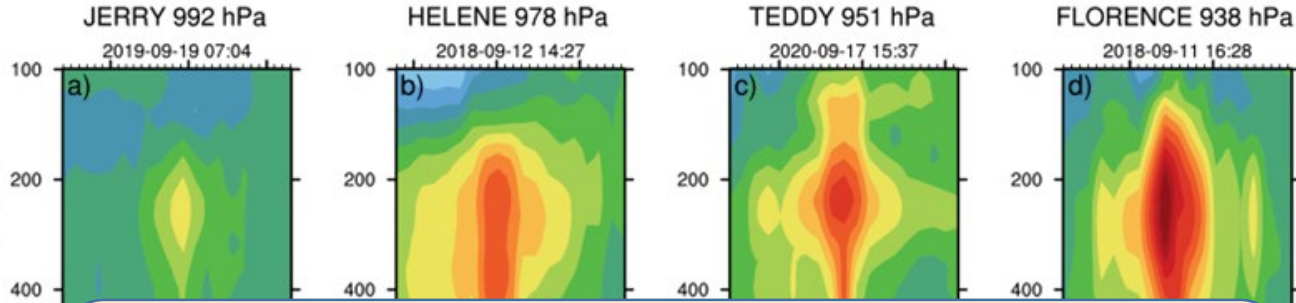 JERRY 992 hPa
2019-09-19 07:04
100
a)
200
400
HELENE 978 hPa
2018-09-12 14:27
100
b)
200
400
TEDDY 951 hPa
2020-09-17 15:37
100
c)
200
400
FLORENCE 938 hPa
2018-09-11 16:28
100
d)
200
400